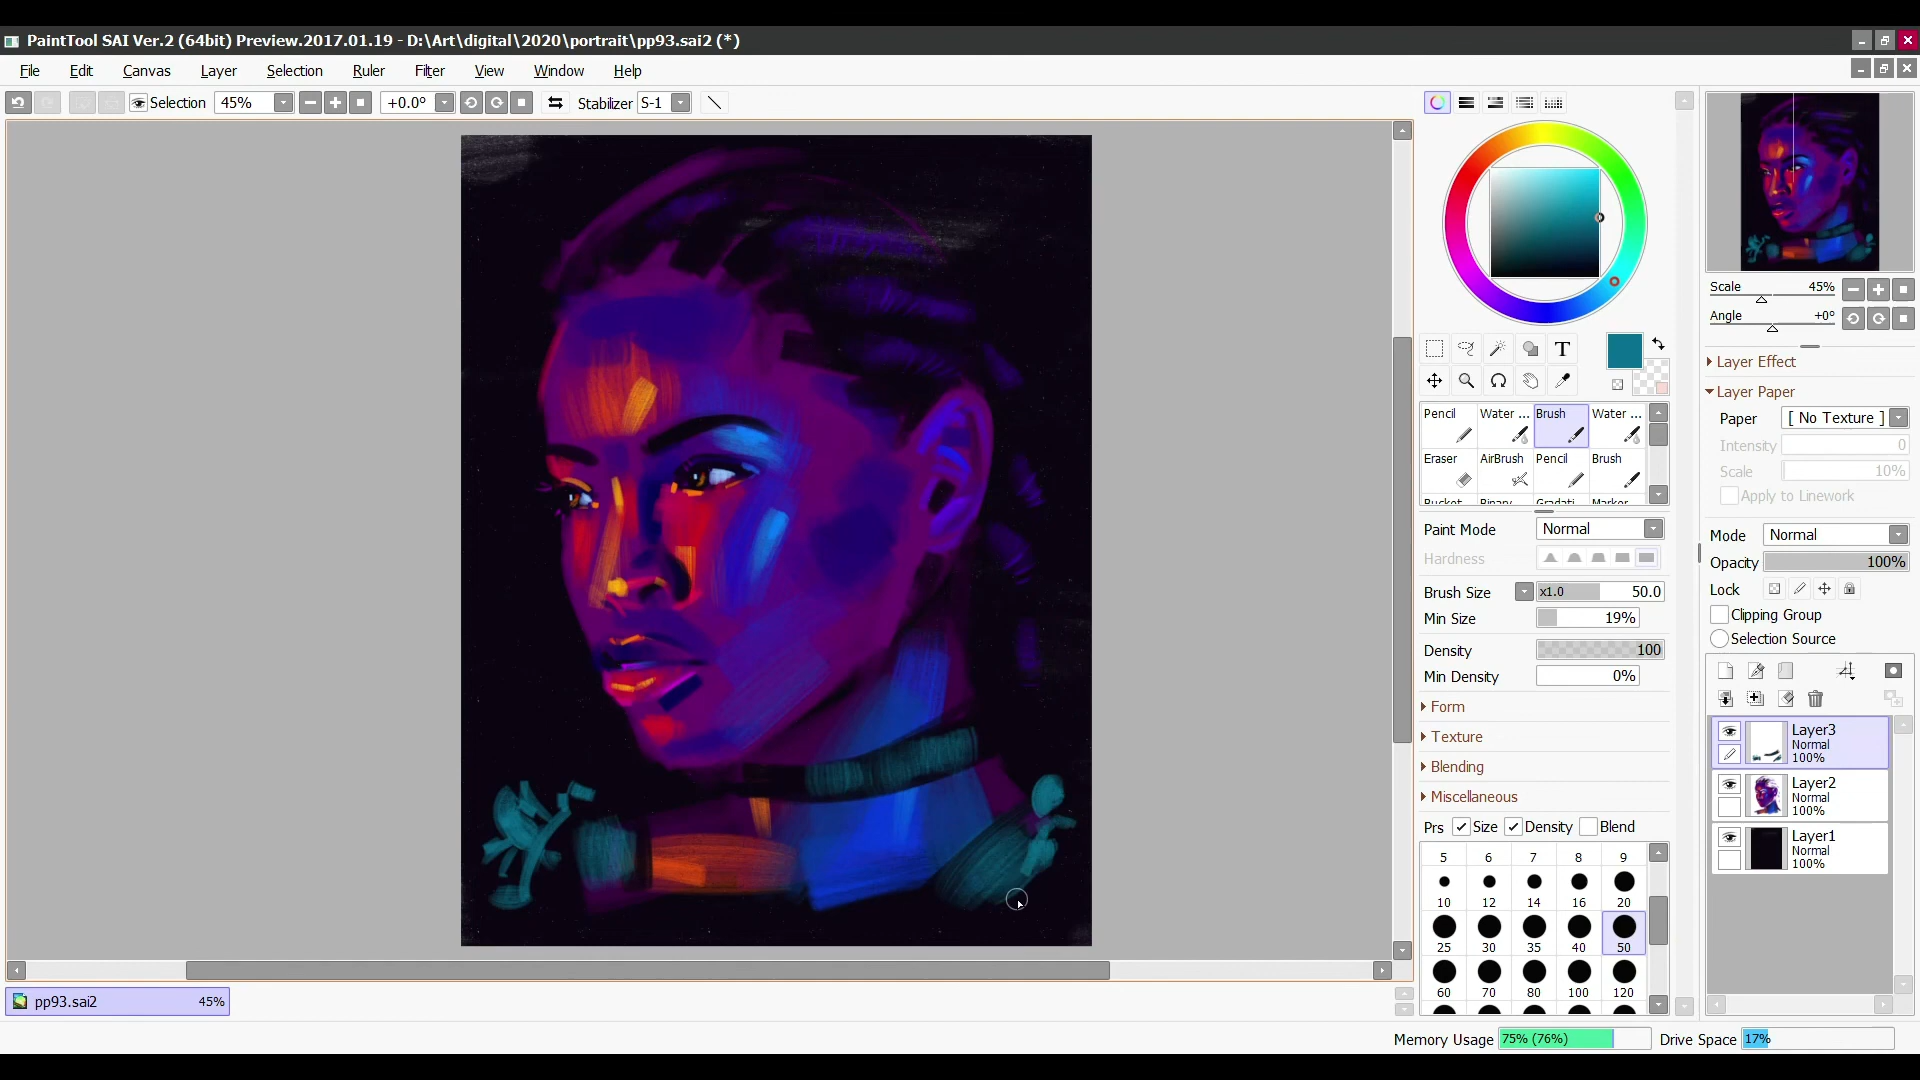 PaintTool SAI Ver.2 (64bit) Preview.2017.01.19 - D:\Art\digital\2020\portrait\pp93.sai2 (*)
File Edit Canvas Layer Selection Ruler Filter View Window Help
Selection 45% +0.0° Stabilizer S-1
Scale 45%
Angle +0°
Layer Effect
Layer Paper
Paper [ No Texture ]
Intensity 0
Scale 10%
Apply to Linework
Mode Normal
Opacity 100%
Lock
Clipping Group
Selection Source
Layer3
Normal
100%
Layer2
Normal
100%
Layer1
Normal
100%
T
Pencil Water ... Brush Water ...
Eraser AirBrush Pencil Brush
Bucket Binary Gradati Marker
Paint Mode Normal
Hardness
Brush Size x1.0 50.0
Min Size 19%
Density 100
Min Density 0%
Form
Texture
Blending
Miscellaneous
Prs Size Density Blend
5 6 7 8 9
10 12 14 16 20
25 30 35 40 50
60 70 80 100 120
pp93.sai2 45%
Memory Usage 75% (76%) Drive Space 17%